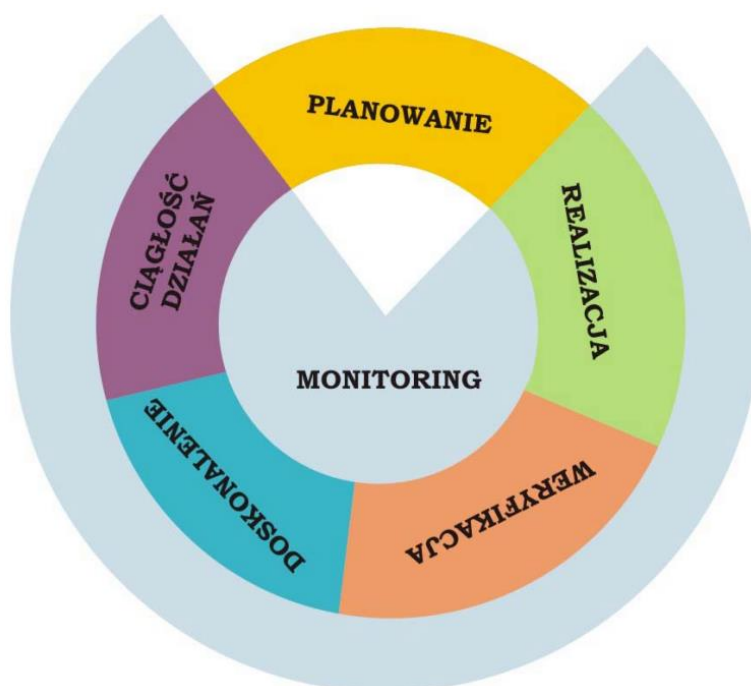 PLANOWANIE
REALIZACJA
WERYFIKACJA
DOSKONALENIE
CIĄGŁOŚĆ
DZIAŁAŃ
MONITORING